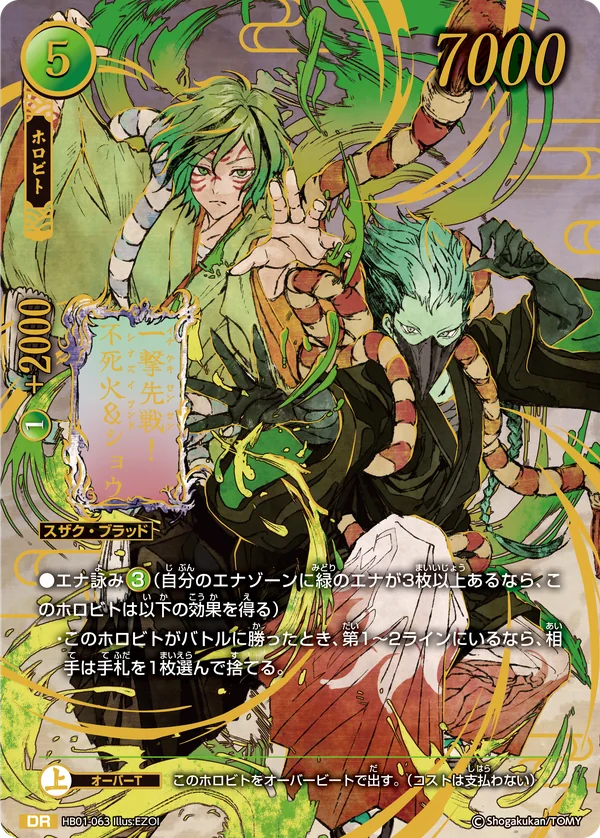 5
7000
ホロビト
1 +2000
一撃先戦!
不死火&ショウ
スザク・ブラッド
●エナ詠み3(自分のエナゾーンに緑のエナが3枚以上あるなら、こ
のホロビトは以下の効果を得る)
・このホロビトがバトルに勝ったとき、第1~2ラインにいるなら、相
手は手札を1枚選んで捨てる。
上 オーバーT このホロビトをオーバービートで出す。(コストは支払わない)
DR HB01-063 Illus:EZOI
©Shogakukan/TOMY